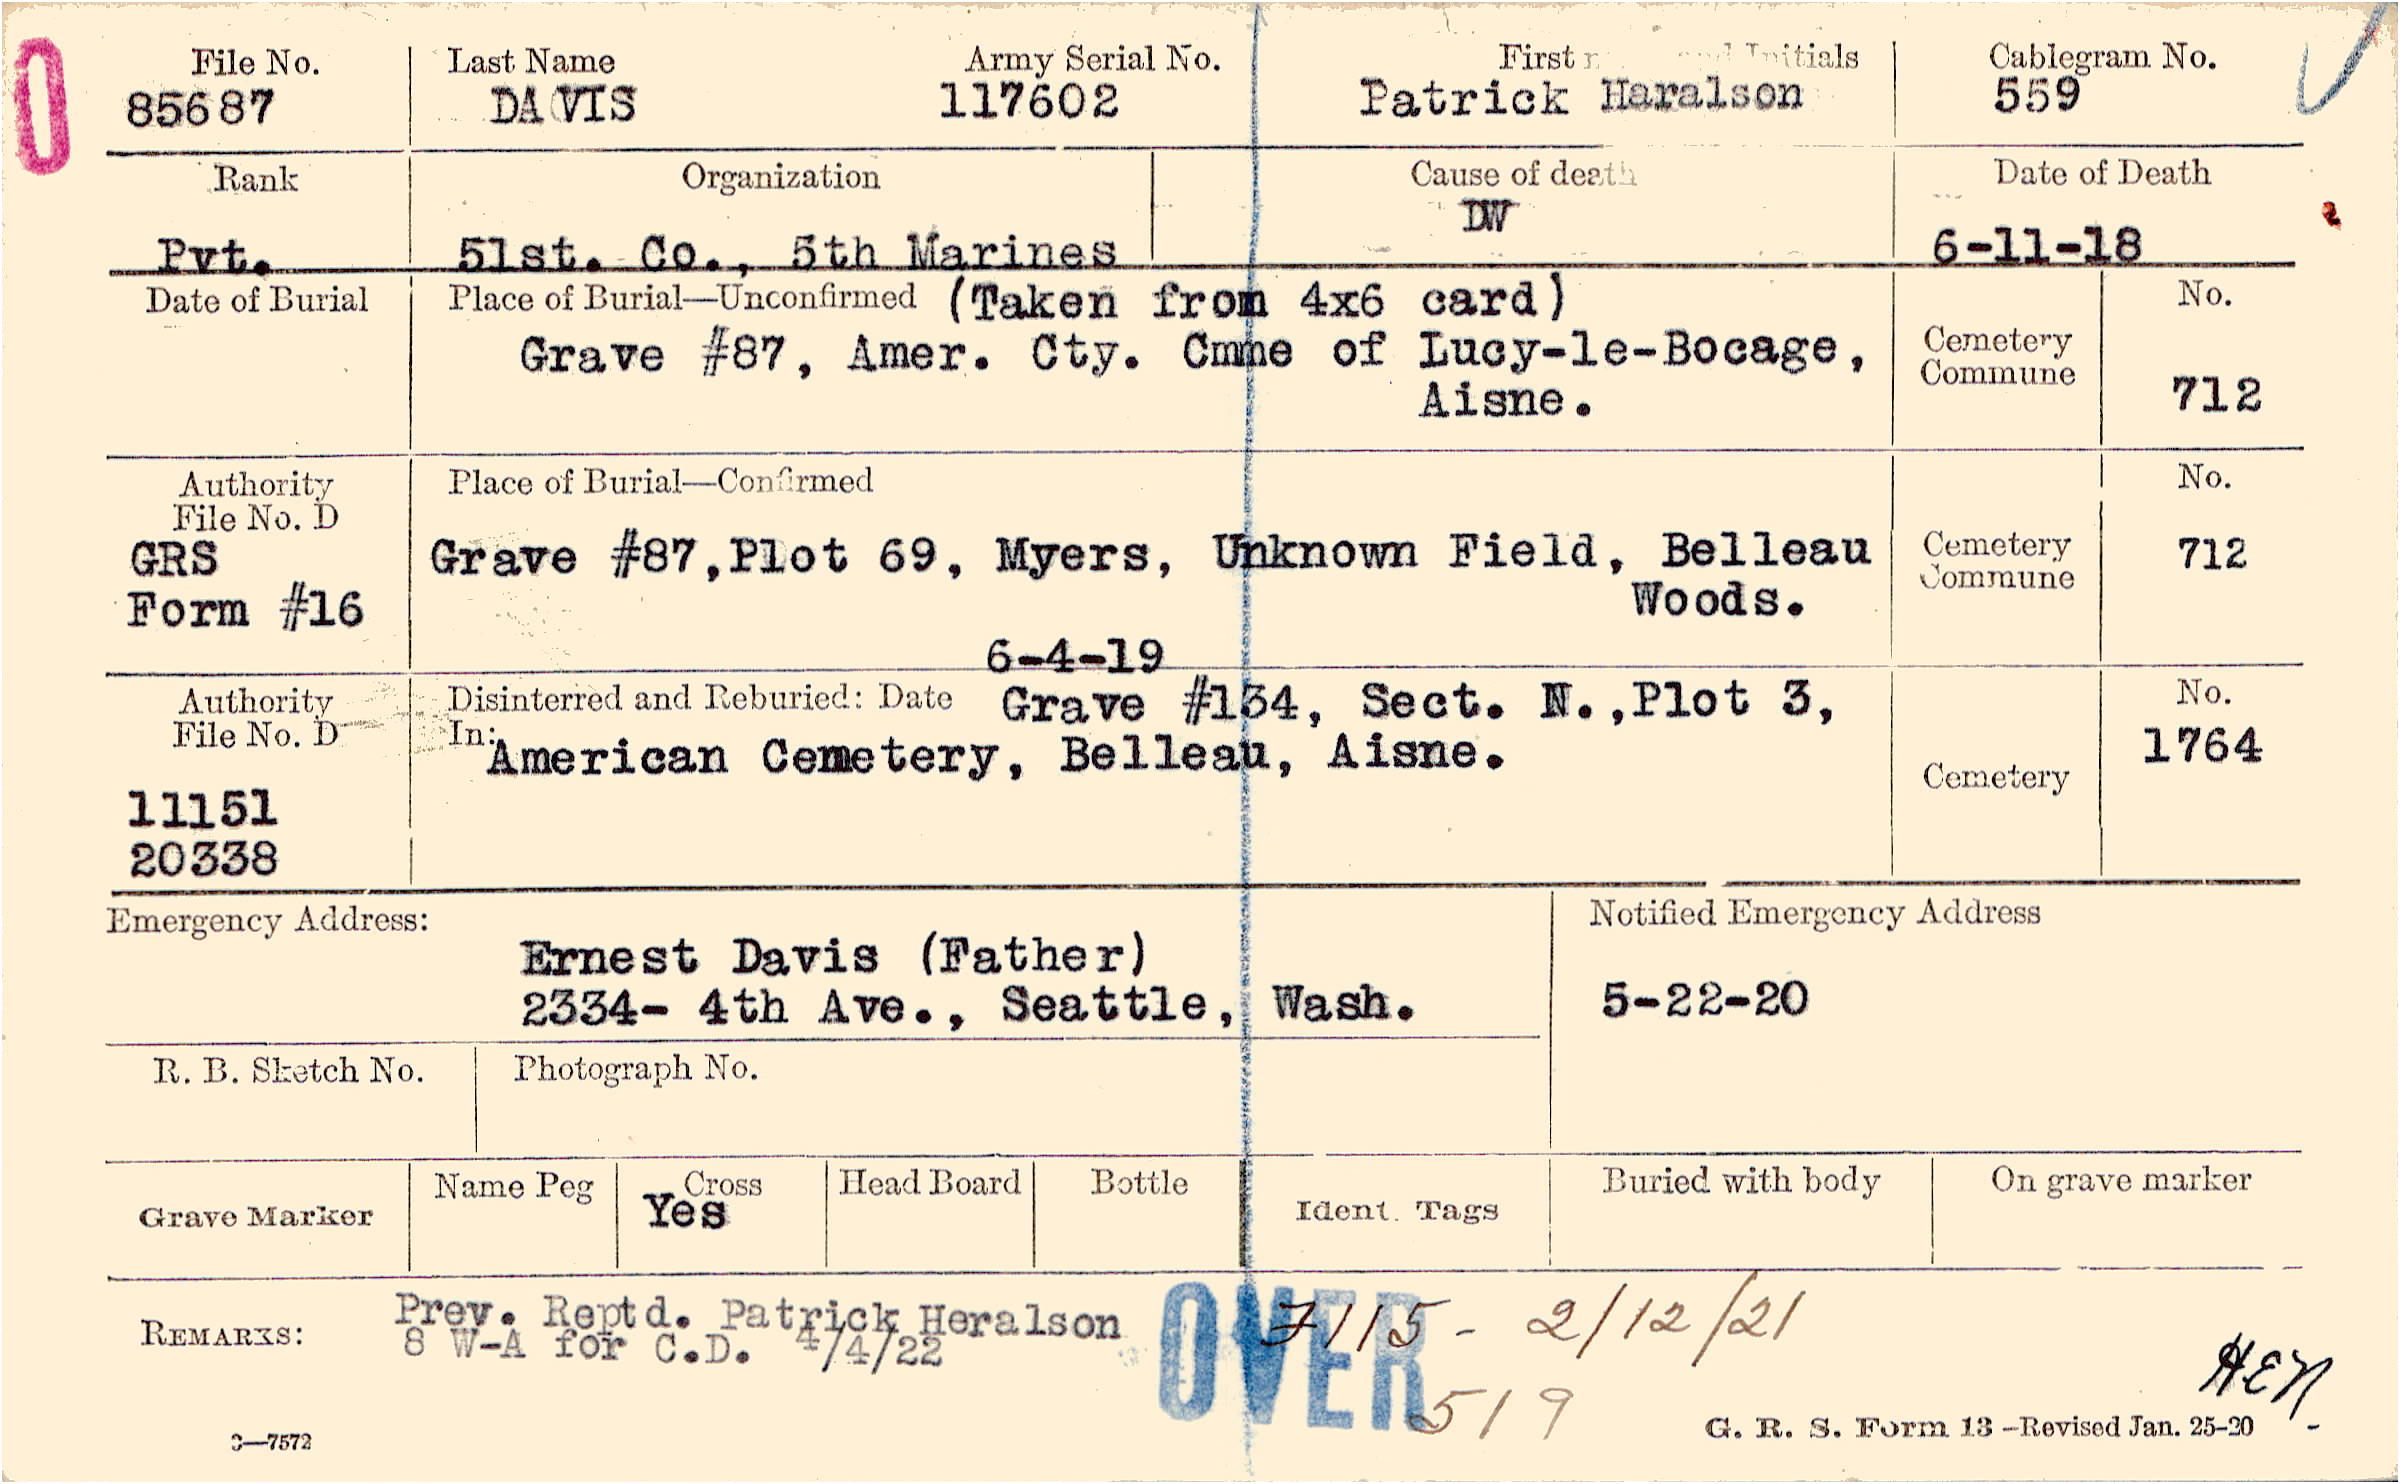 0
File No. Last Name Army Serial No. First Initials Cablegram No.
85687 DAVIS 117602 Patrick Haralson 559
Rank Organization Cause of death Date of Death
DW
Pvt. 51st. Co., 5th Marines 6-11-18
Date of Burial Place of Burial—Unconfirmed (Taken from 4x6 card) No.
Grave #87, Amer. Cty. Cmne of Lucy-le-Bocage, Cemetery
Commune
Aisne. 712
Authority Place of Burial—Confirmed No.
File No. D
GRS Grave #87,Plot 69, Myers, Unknown Field, Belleau Cemetery 712
Commune
Form #16 Woods.
6-4-19
Authority Disinterred and Reburied: Date Grave #134, Sect. N.,Plot 3, No.
File No. D In: American Cemetery, Belleau, Aisne. 1764
Cemetery
11151
20338
Emergency Address: Notified Emergency Address
Ernest Davis (Father)
2334- 4th Ave., Seattle, Wash. 5-22-20
R. B. Sketch No. Photograph No.
Name Peg Cross Head Board Bottle Buried with body On grave marker
Grave Marker Yes Ident. Tags
REMARKS: Prev. Reptd. Patrick Heralson
8 W-A for C.D. 4/4/22
OVER
7115 - 2/12/21
519
HEN
3—7572
G. R. S. Form 13 -Revised Jan. 25-20